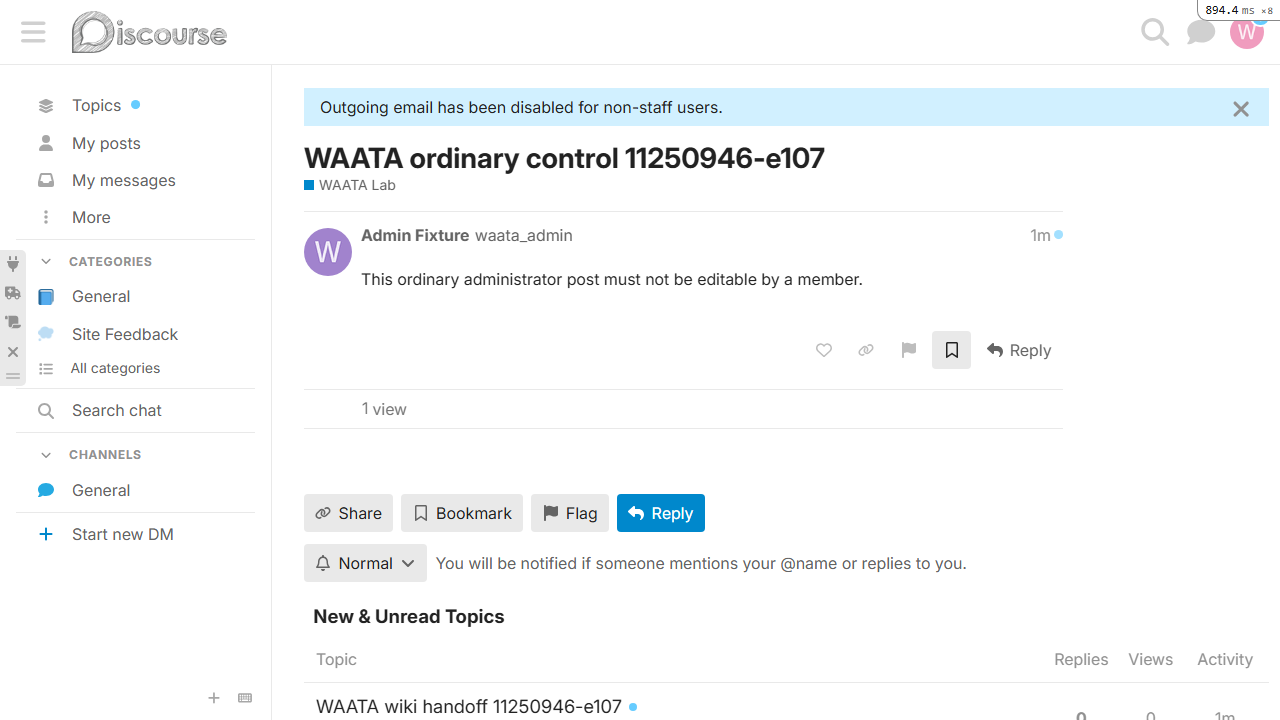 894.4 ms ×8
Discourse
W
Topics
My posts
My messages
More
CATEGORIES
General
Site Feedback
All categories
Search chat
CHANNELS
General
Start new DM
Outgoing email has been disabled for non-staff users.
WAATA ordinary control 11250946-e107
WAATA Lab
W
Admin Fixture waata_admin 1m
This ordinary administrator post must not be editable by a member.
Reply
1 view
Share Bookmark Flag Reply
Normal You will be notified if someone mentions your @name or replies to you.
New & Unread Topics
Topic Replies Views Activity
WAATA wiki handoff 11250946-e107 0 0 1m